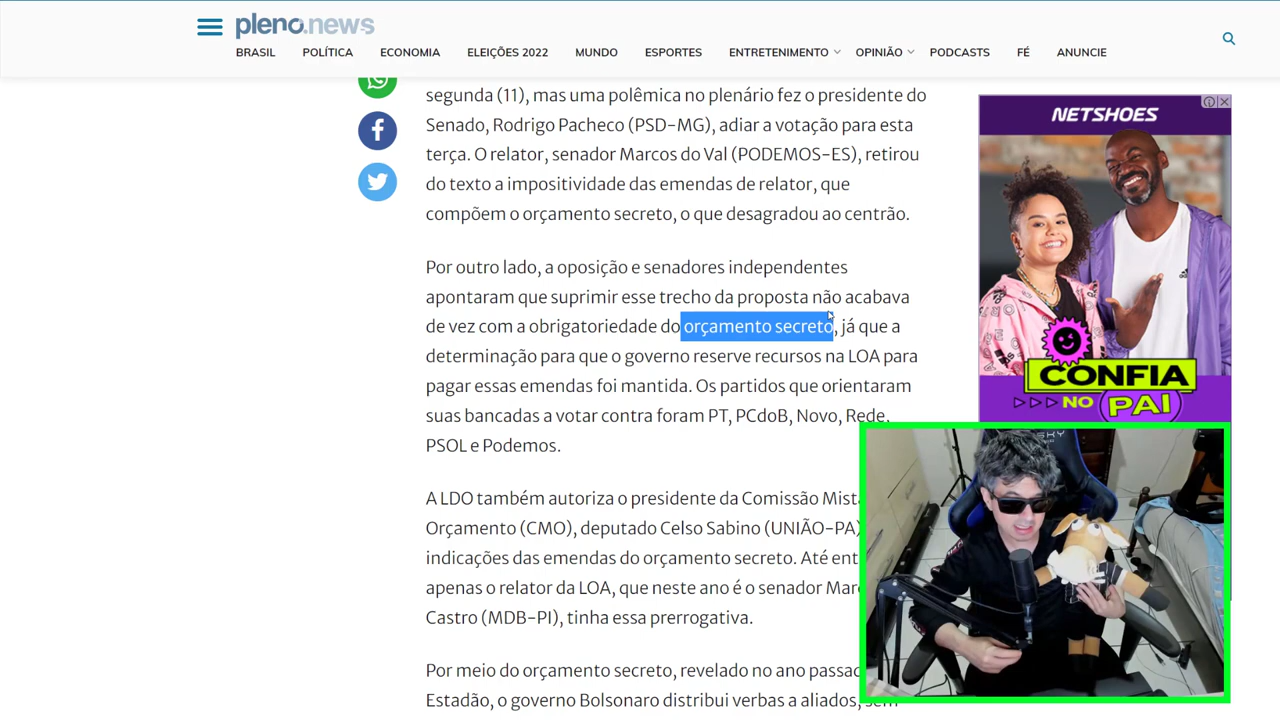 pleno.news
BRASIL POLÍTICA ECONOMIA ELEIÇÕES 2022 MUNDO ESPORTES ENTRETENIMENTO OPINIÃO PODCASTS FÉ ANUNCIE
segunda (11), mas uma polêmica no plenário fez o presidente do
Senado, Rodrigo Pacheco (PSD-MG), adiar a votação para esta
terça. O relator, senador Marcos do Val (PODEMOS-ES), retirou
do texto a impositividade das emendas de relator, que
compõem o orçamento secreto, o que desagradou ao centrão.
Por outro lado, a oposição e senadores independentes
apontaram que suprimir esse trecho da proposta não acabava
de vez com a obrigatoriedade do orçamento secreto, já que a
determinação para que o governo reserve recursos na LOA para
pagar essas emendas foi mantida. Os partidos que orientaram
suas bancadas a votar contra foram PT, PCdoB, Novo, Rede,
PSOL e Podemos.
A LDO também autoriza o presidente da Comissão Mista
Orçamento (CMO), deputado Celso Sabino (UNIÃO-PA)
indicações das emendas do orçamento secreto. Até ent
apenas o relator da LOA, que neste ano é o senador Marc
Castro (MDB-PI), tinha essa prerrogativa.
Por meio do orçamento secreto, revelado no ano passad
Estadão, o governo Bolsonaro distribui verbas a aliados, sem
NETSHOES
CONFIA
NO PAI